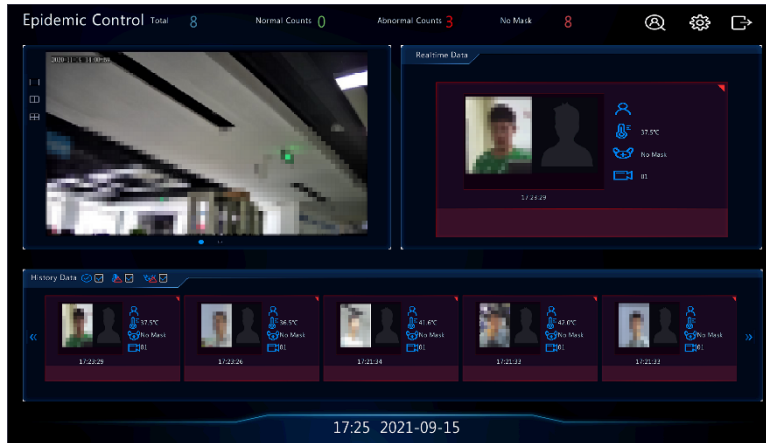 Epidemic Control Total 8 Normal Counts 0 Abnormal Counts 3 No Mask 8
Realtime Data
37.5℃
No Mask
01
17:23:29
History Data
37.5℃
No Mask
01
17:23:29
36.5℃
No Mask
01
17:23:26
41.6℃
No Mask
01
17:21:34
42.0℃
No Mask
01
17:21:33
No Mask
01
17:21:33
17:25 2021-09-15